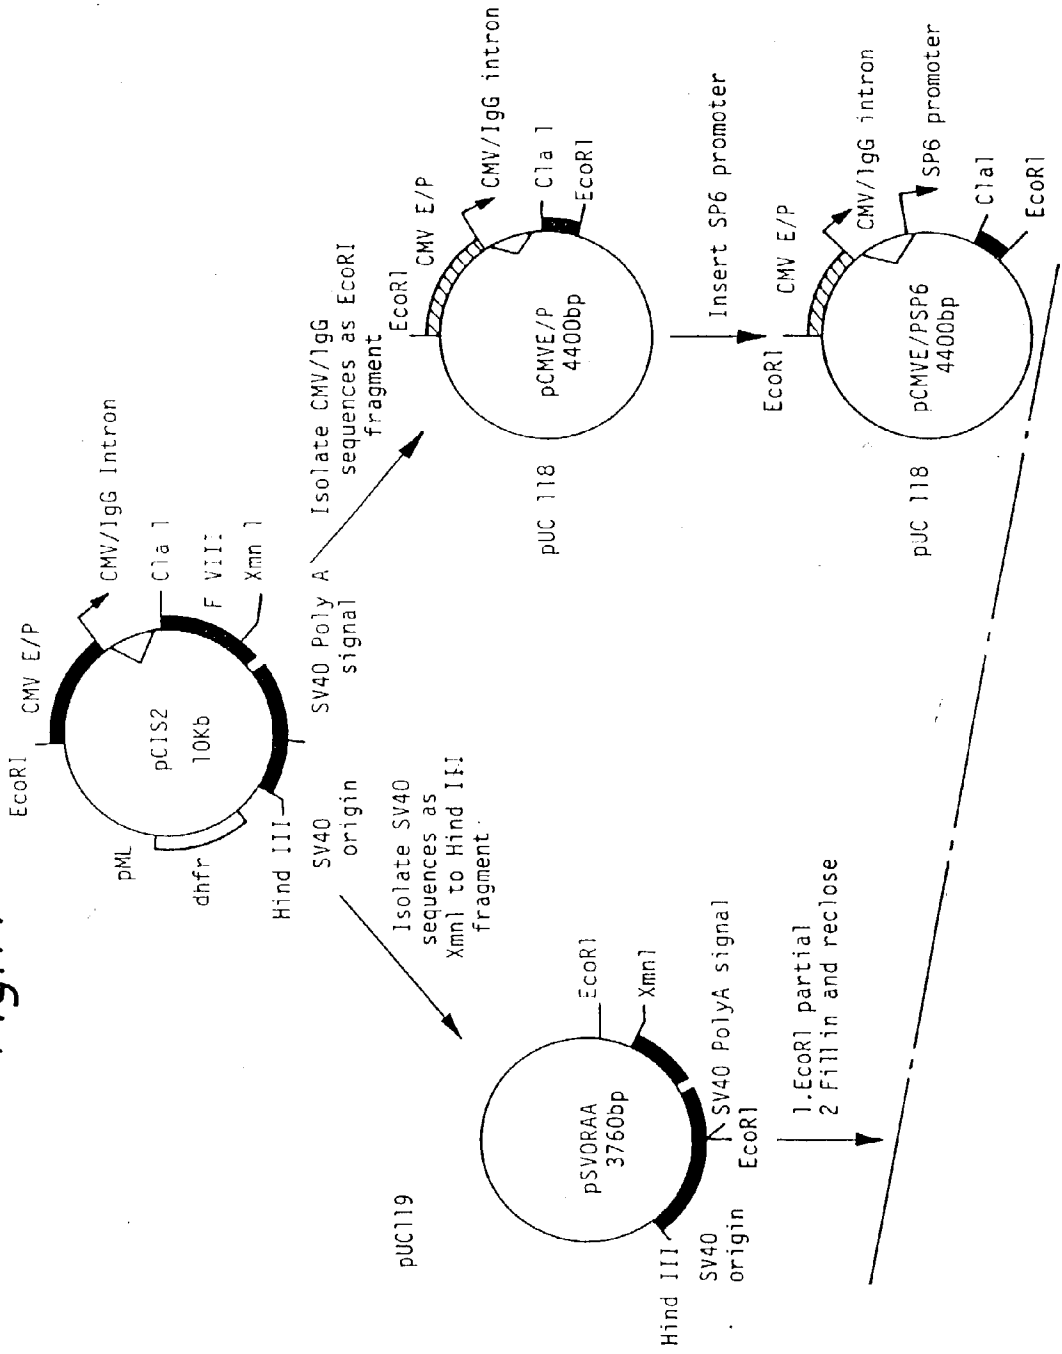 EcoRI
CMV E/P
CMV/IgG Intron
Cla 1
F VIII
Xmn 1
SV40 Poly A
signal
pCIS2
10Kb
pML
dhfr
Hind III
SV40
origin
Isolate SV40
sequences as
Xmn1 to Hind III
fragment
Isolate CMV/IgG
sequences as EcoRI
fragment
pUC119
EcoRI
Xmn1
SV40 PolyA signal
EcoRI
pSVORAA
3760bp
Hind III
SV40
origin
1.EcoRI partial
2 Fillin and reclose
EcoRI
CMV E/P
CMV/IgG intron
Cla 1
EcoRI
pCMVE/P
4400bp
pUC 118
Insert SP6 promoter
EcoRI
CMV E/P
CMV/IgG intron
SP6 promoter
Cla1
EcoRI
pCMVE/PSP6
4400bp
pUC 118